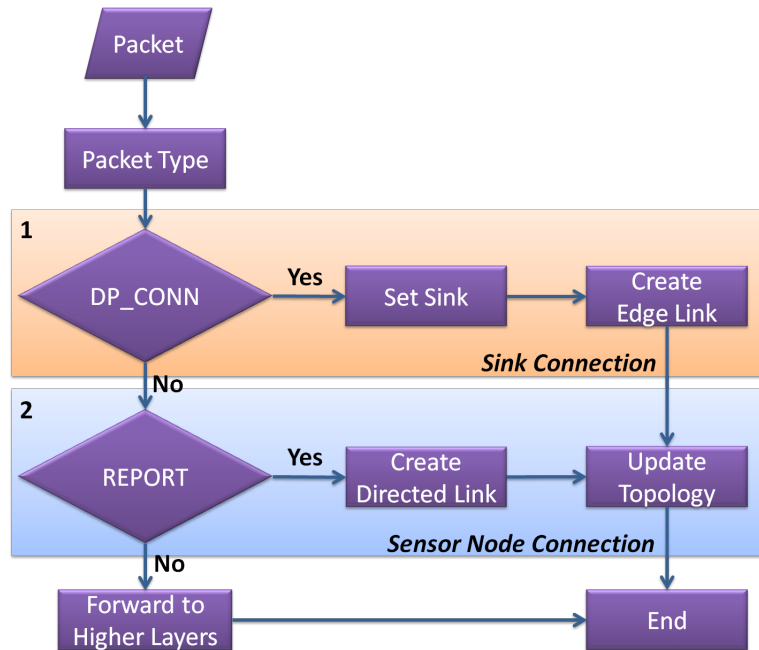 Packet
Packet Type
1
DP_CONN
Yes
Set Sink
Create
Edge Link
Sink Connection
No
2
REPORT
Yes
Create
Directed Link
Update
Topology
Sensor Node Connection
No
Forward to
Higher Layers
End